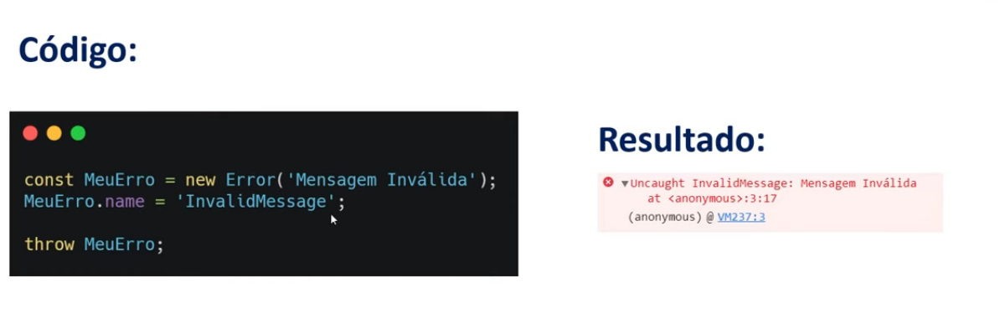 Código:
const MeuErro = new Error('Mensagem Inválida');
MeuErro.name = 'InvalidMessage';
throw MeuErro;
Resultado:
Uncaught InvalidMessage: Mensagem Inválida
at <anonymous>:3:17
(anonymous) @ VM237:3